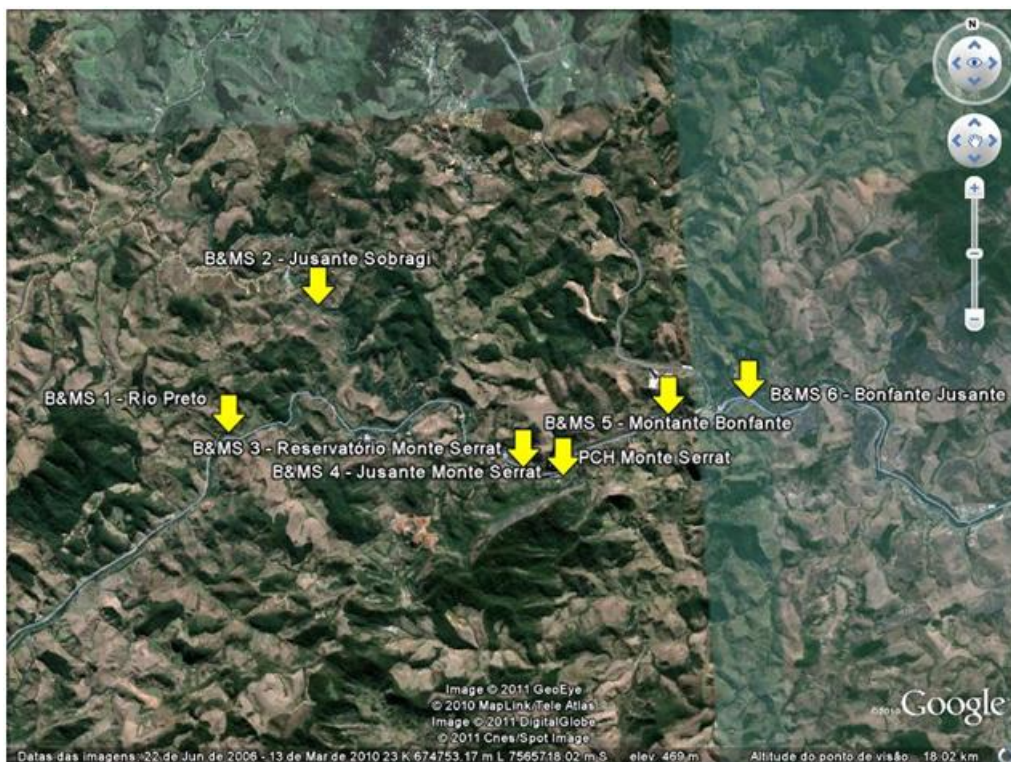 N
B&MS 2 - Jusante Sobragi
B&MS 1 - Rio Preto
B&MS 6 - Bonfante Jusante
B&MS 5 - Montante Bonfante
B&MS 3 - Reservatório Monte Serrat
PCH Monte Serrat
B&MS 4 - Jusante Monte Serrat
Image © 2011 GeoEye
© 2010 MapLink/Tele Atlas
Image © 2011 DigitalGlobe
© 2011 Cnes/Spot Image
©2010 Google
Datas das imagens: 22 de Jun de 2006 - 13 de Mar de 2010 23 K 674753.17 m L 7565718.02 m S elev. 469 m Altitude do ponto de visão 18.02 km